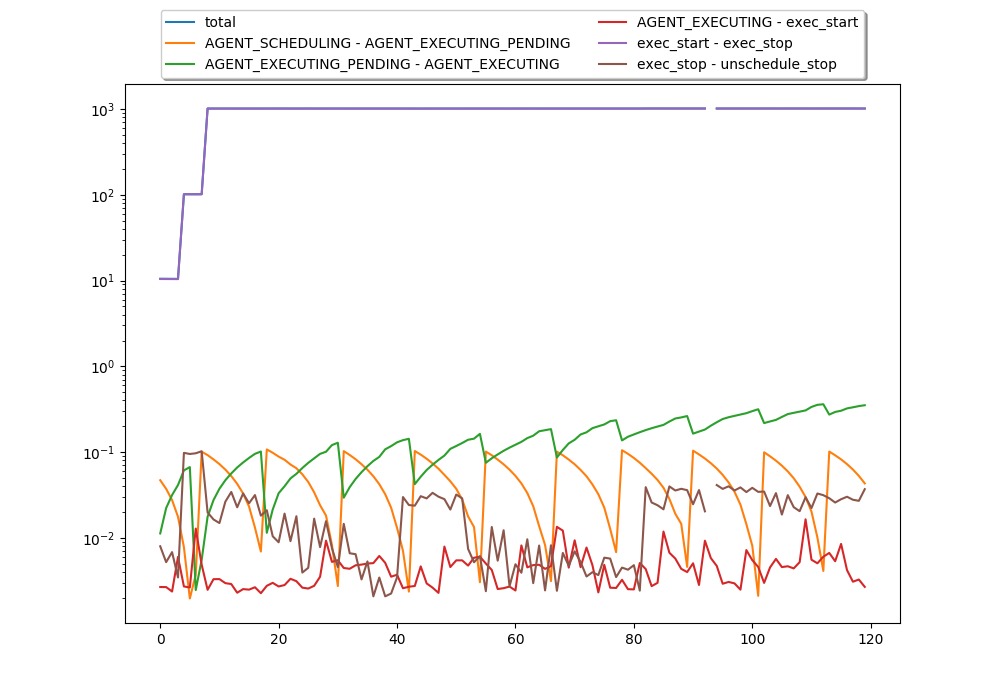 total
AGENT_SCHEDULING - AGENT_EXECUTING_PENDING
AGENT_EXECUTING_PENDING - AGENT_EXECUTING
AGENT_EXECUTING - exec_start
exec_start - exec_stop
exec_stop - unschedule_stop
10³
10²
10¹
10⁰
10⁻¹
10⁻²
0 20 40 60 80 100 120